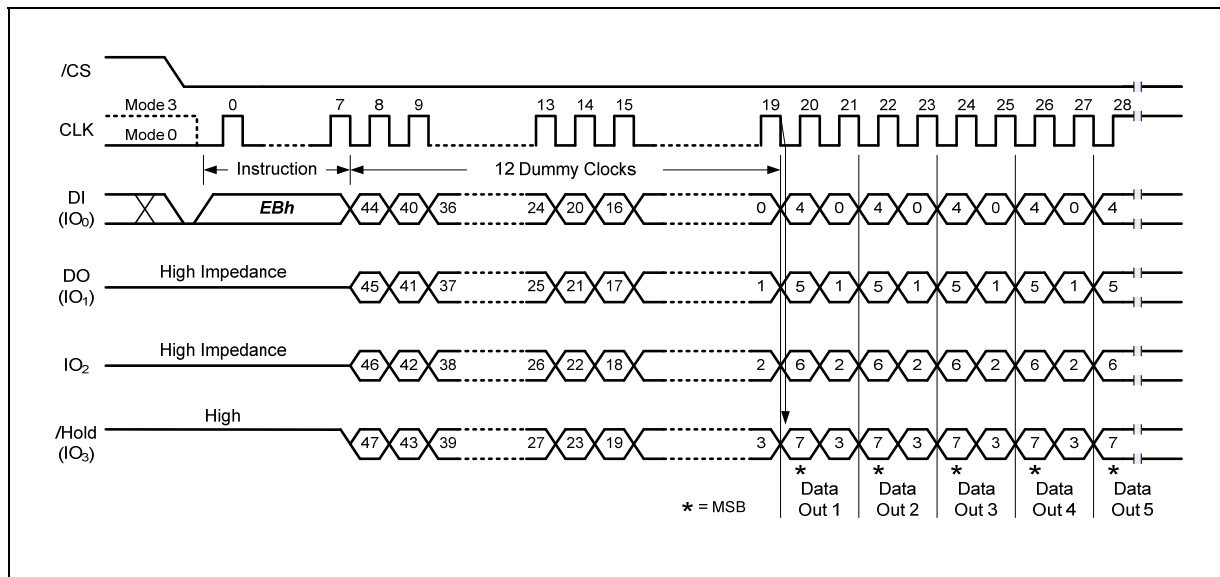 /CS
Mode 3 0 7 8 9 13 14 15 19 20 21 22 23 24 25 26 27 28
CLK
Mode 0
Instruction 12 Dummy Clocks
DI
(IO0) EBh 44 40 36 24 20 16 0 4 0 4 0 4 0 4 0 4
DO
(IO1) High Impedance 45 41 37 25 21 17 1 5 1 5 1 5 1 5 1 5
IO2 High Impedance 46 42 38 26 22 18 2 6 2 6 2 6 2 6 2 6
High
/Hold
(IO3) 47 43 39 27 23 19 3 7 3 7 3 7 3 7 3 7
* * * * *
* = MSB
Data Out 1
Data Out 2
Data Out 3
Data Out 4
Data Out 5